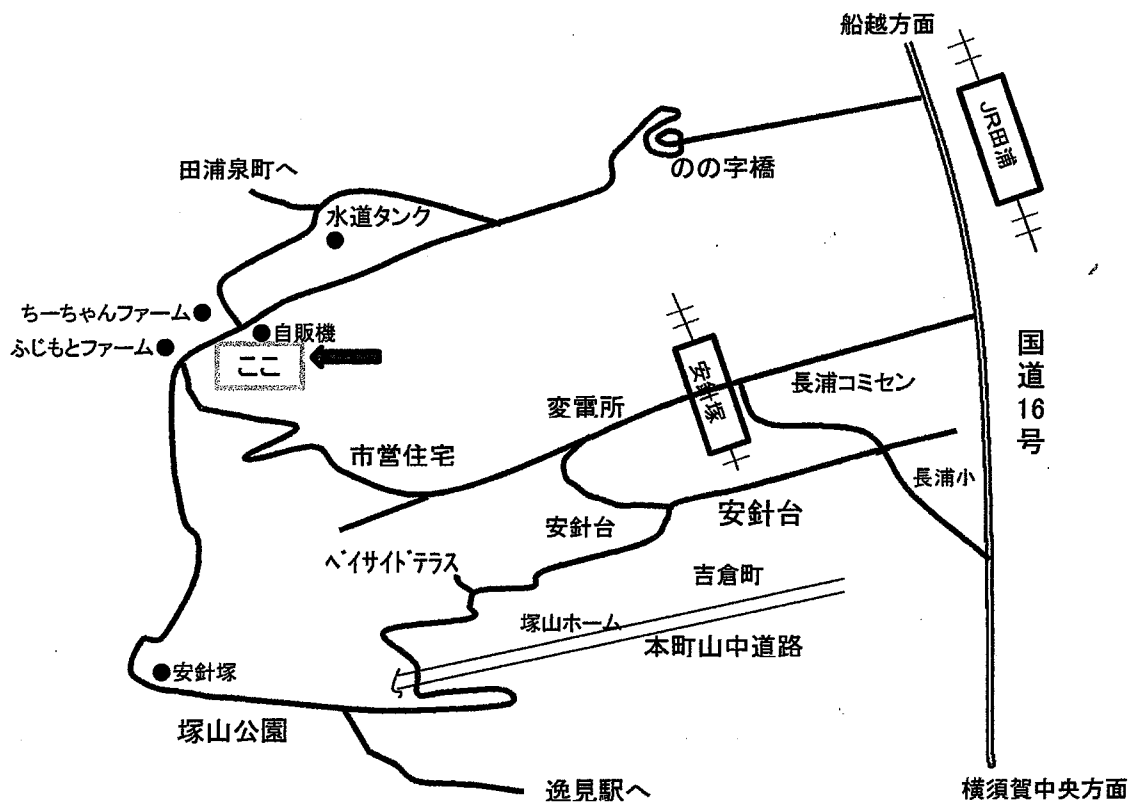 船越方面
JR田浦
のの字橋
田浦泉町へ
水道タンク
ちーちゃんファーム
自販機
ふじもとファーム
ここ
国道16号
安針塚
長浦コミセン
変電所
市営住宅
長浦小
安針台
安針台
ベイサイドテラス
吉倉町
塚山ホーム
本町山中道路
安針塚
塚山公園
逸見駅へ
横須賀中央方面